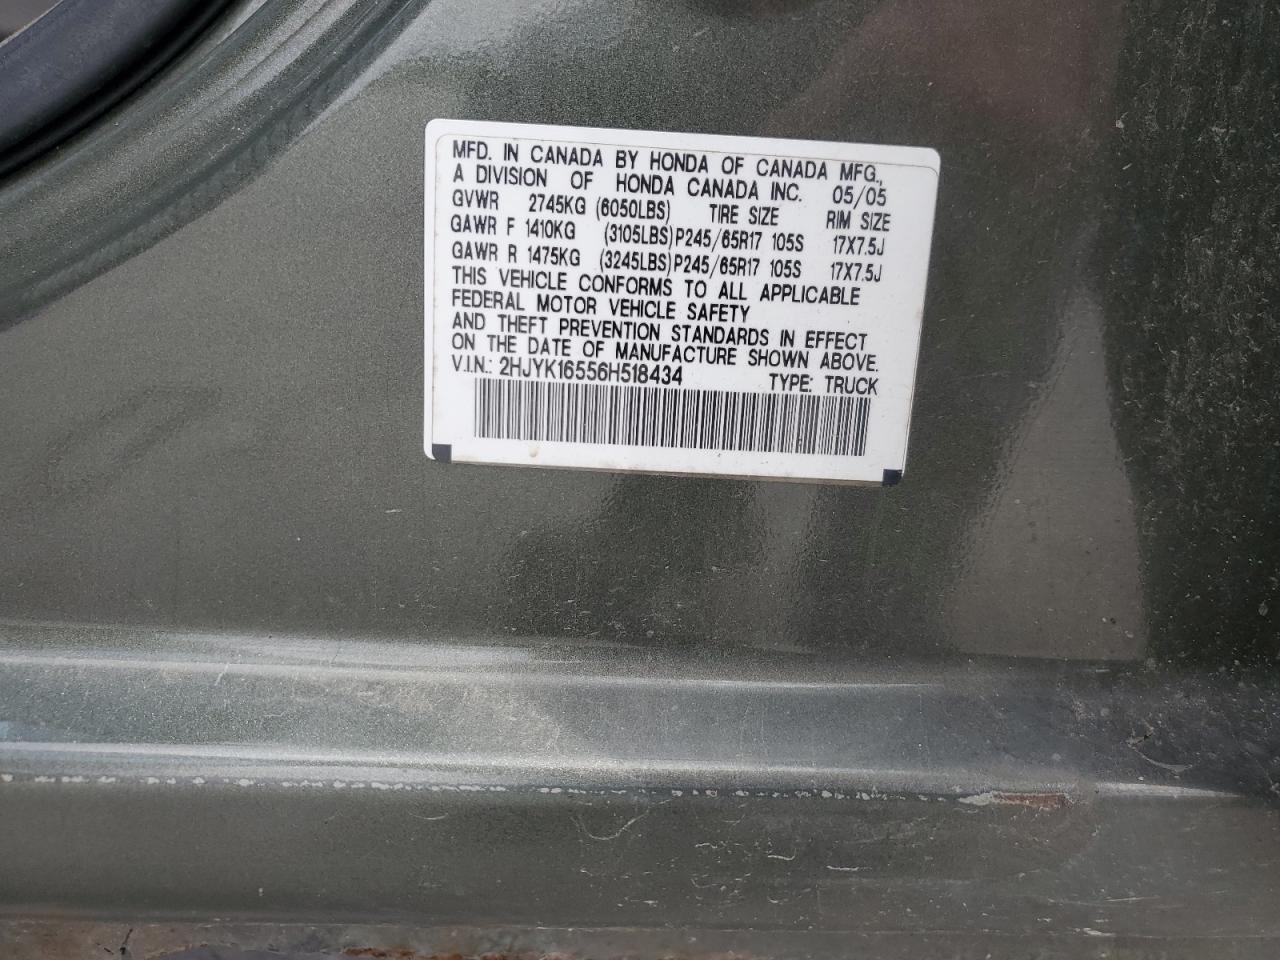 MFD. IN CANADA BY HONDA OF CANADA MFG.,
A DIVISION OF HONDA CANADA INC. 05/05
GVWR 2745KG (6050LBS) TIRE SIZE RIM SIZE
GAWR F 1410KG (3105LBS) P245/65R17 105S 17X7.5J
GAWR R 1475KG (3245LBS) P245/65R17 105S 17X7.5J
THIS VEHICLE CONFORMS TO ALL APPLICABLE
FEDERAL MOTOR VEHICLE SAFETY
AND THEFT PREVENTION STANDARDS IN EFFECT
ON THE DATE OF MANUFACTURE SHOWN ABOVE.
V.I.N.: 2HJYK16556H518434 TYPE: TRUCK